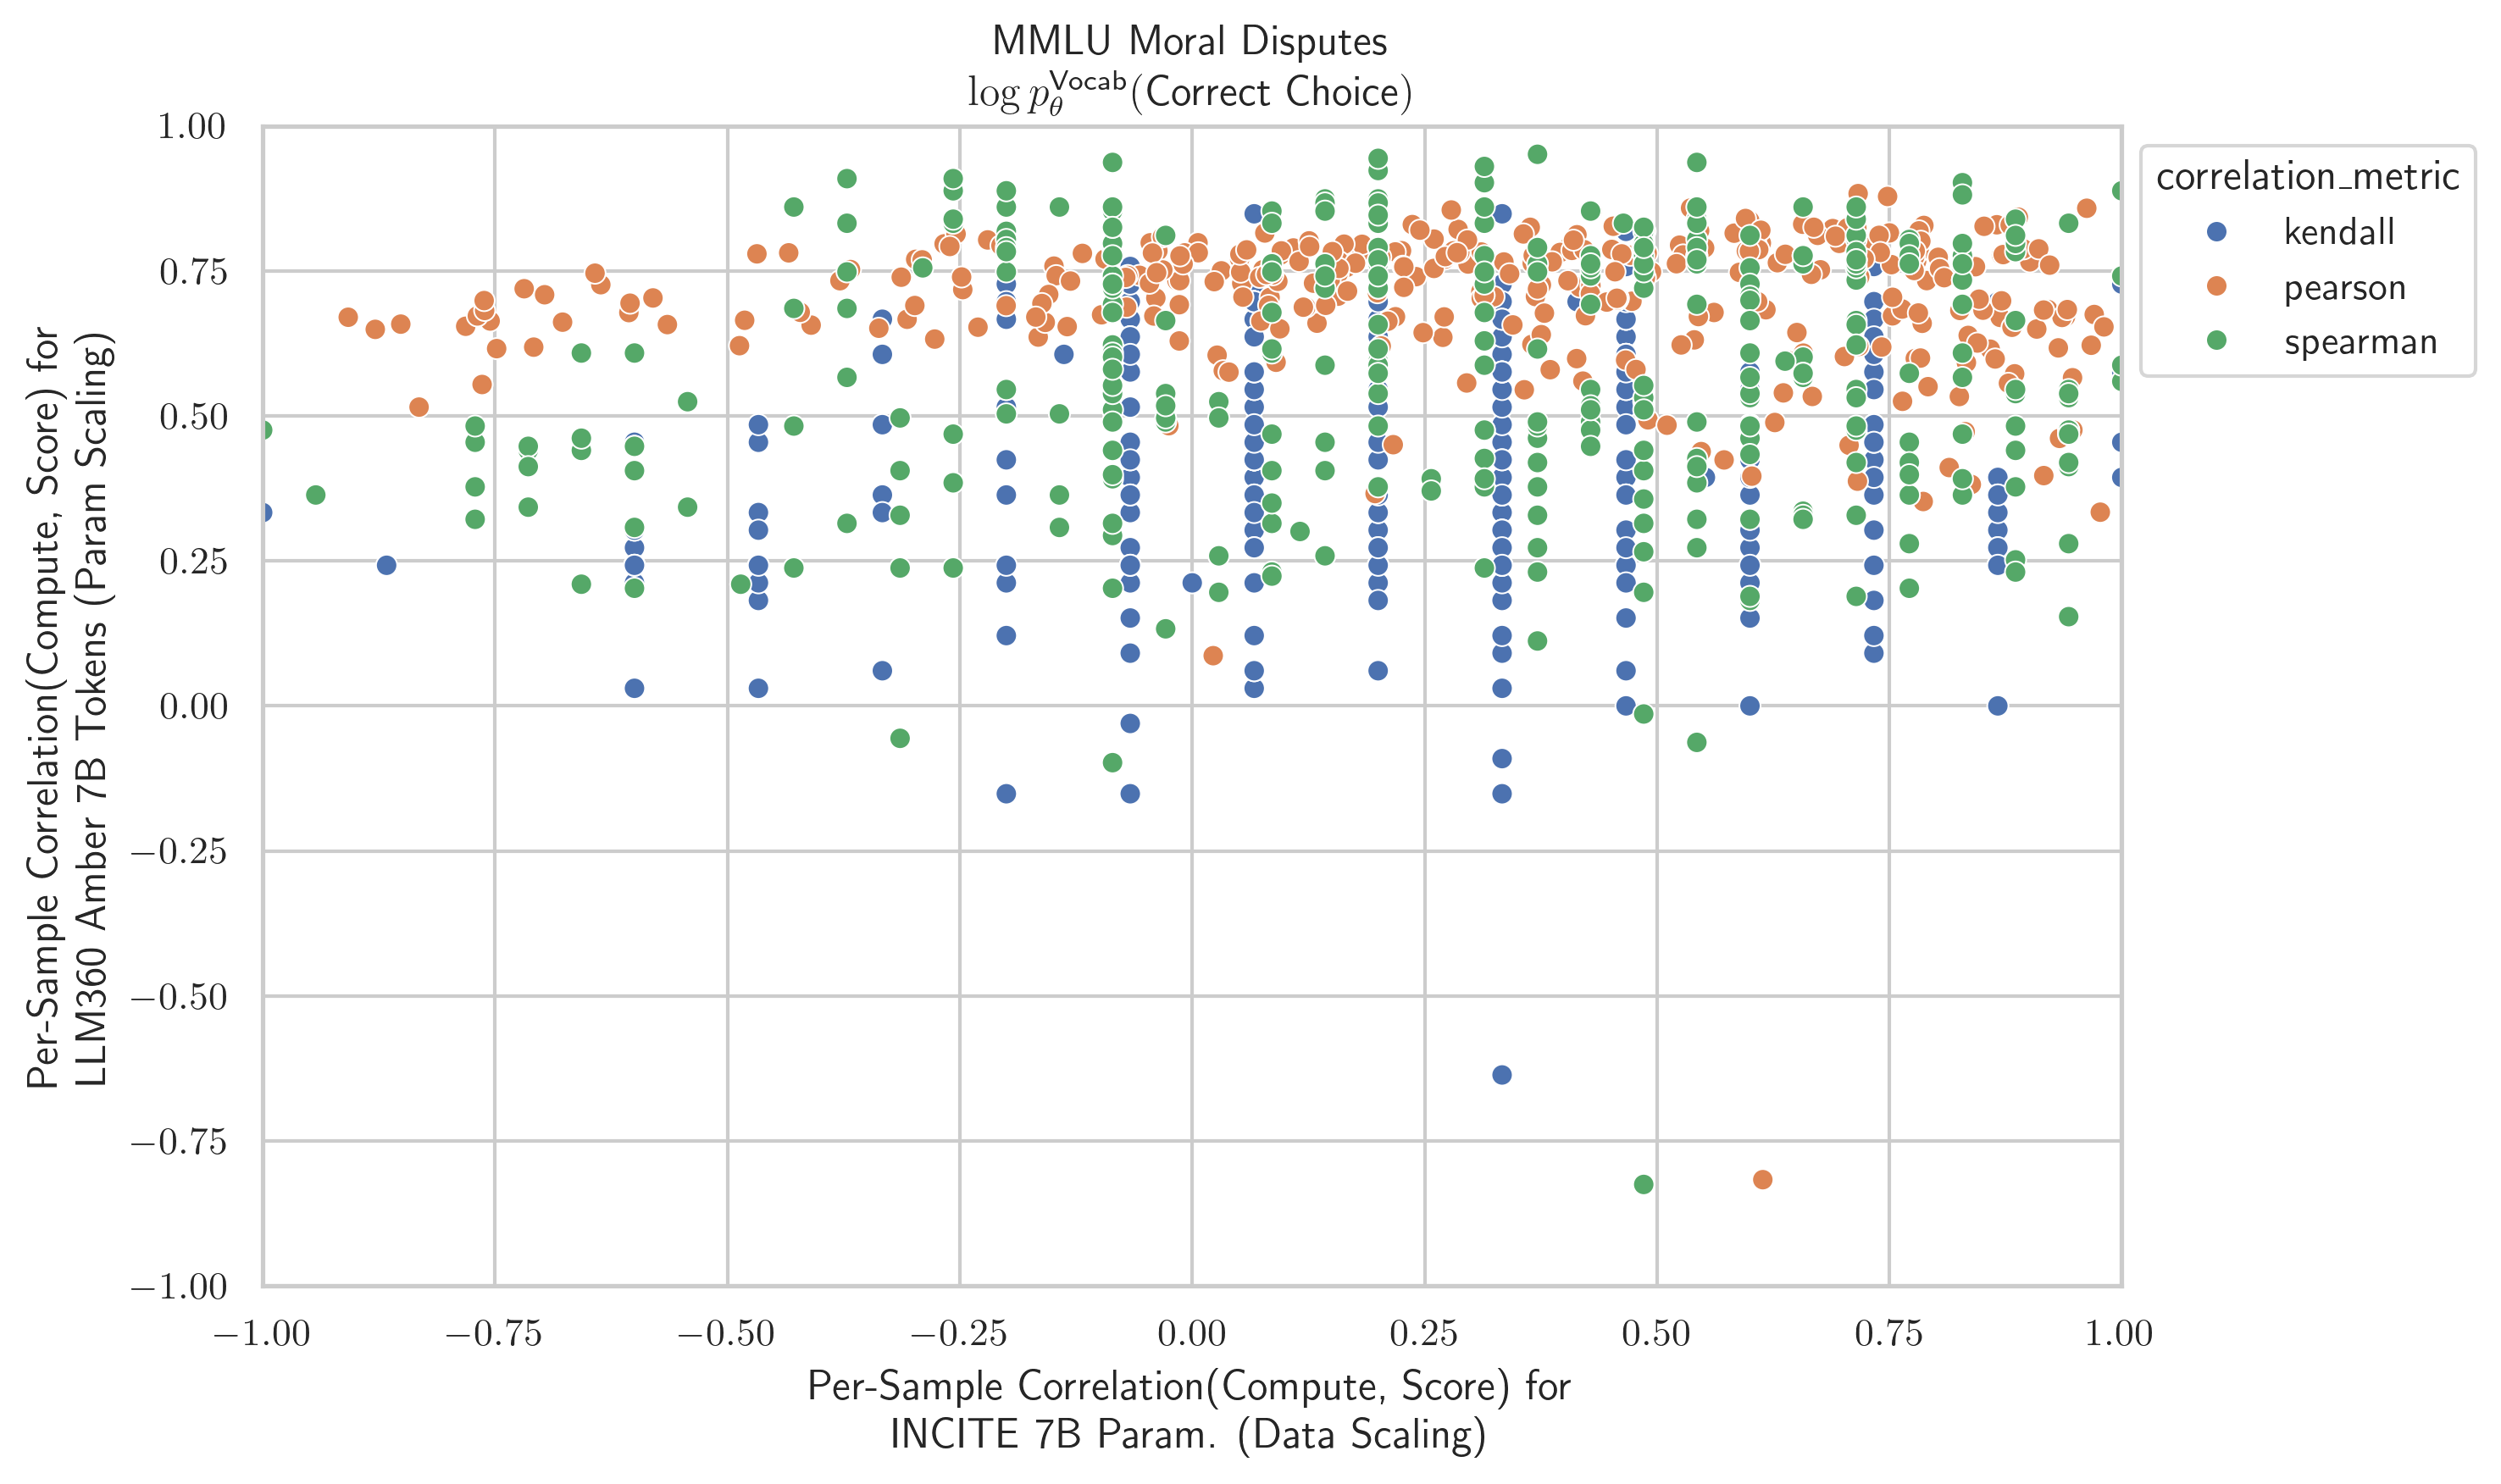 MMLU Moral Disputes
log p_θ^Vocab(Correct Choice)
1.00
0.75
0.50
0.25
0.00
−0.25
−0.50
−0.75
−1.00
Per-Sample Correlation(Compute, Score) for
LLM360 Amber 7B Tokens (Param Scaling)
correlation_metric
kendall
pearson
spearman
−1.00 −0.75 −0.50 −0.25 0.00 0.25 0.50 0.75 1.00
Per-Sample Correlation(Compute, Score) for
INCITE 7B Param. (Data Scaling)